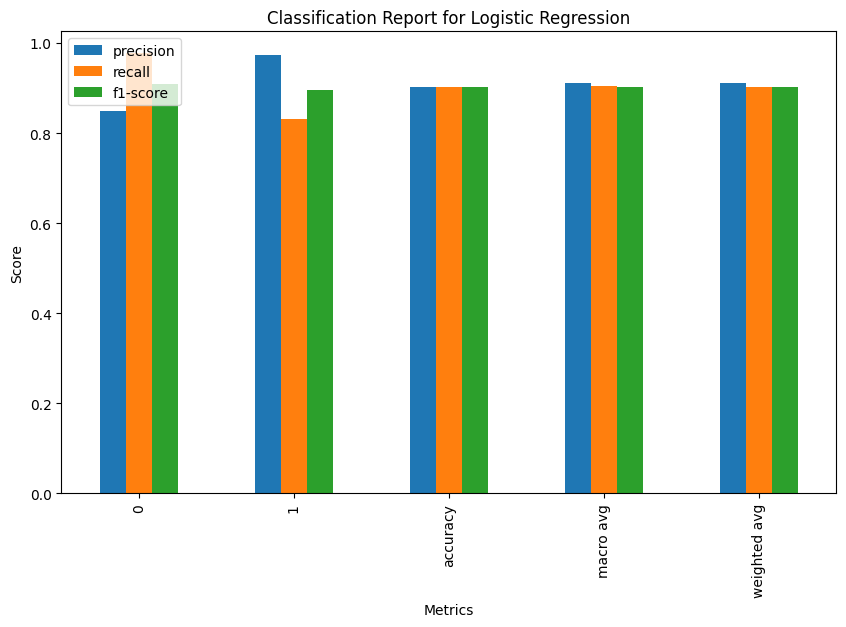 Classification Report for Logistic Regression
precision
recall
f1-score
1.0
0.8
0.6
0.4
0.2
0.0
Score
0
1
accuracy
macro avg
weighted avg
Metrics